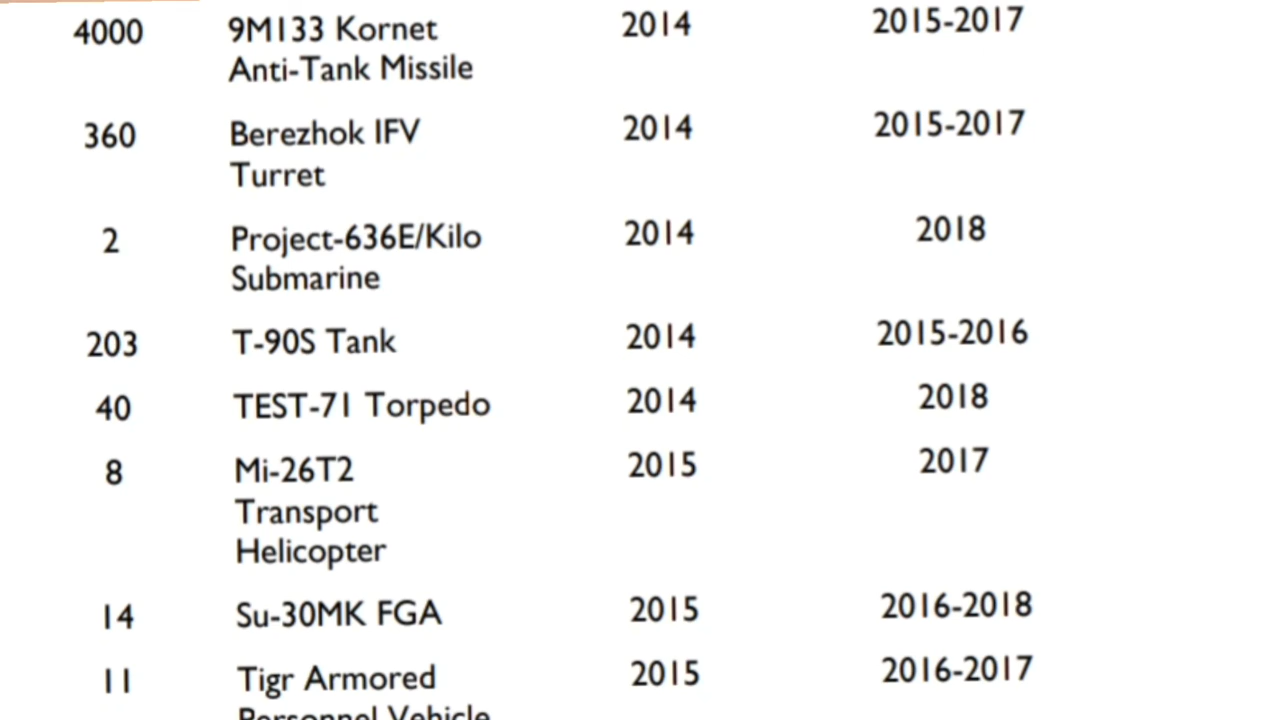 4000 9M133 Kornet 2014 2015-2017
Anti-Tank Missile
360 Berezhok IFV 2014 2015-2017
Turret
2 Project-636E/Kilo 2014 2018
Submarine
203 T-90S Tank 2014 2015-2016
40 TEST-71 Torpedo 2014 2018
8 Mi-26T2 2015 2017
Transport
Helicopter
14 Su-30MK FGA 2015 2016-2018
11 Tigr Armored 2015 2016-2017
Personnel Vehicle